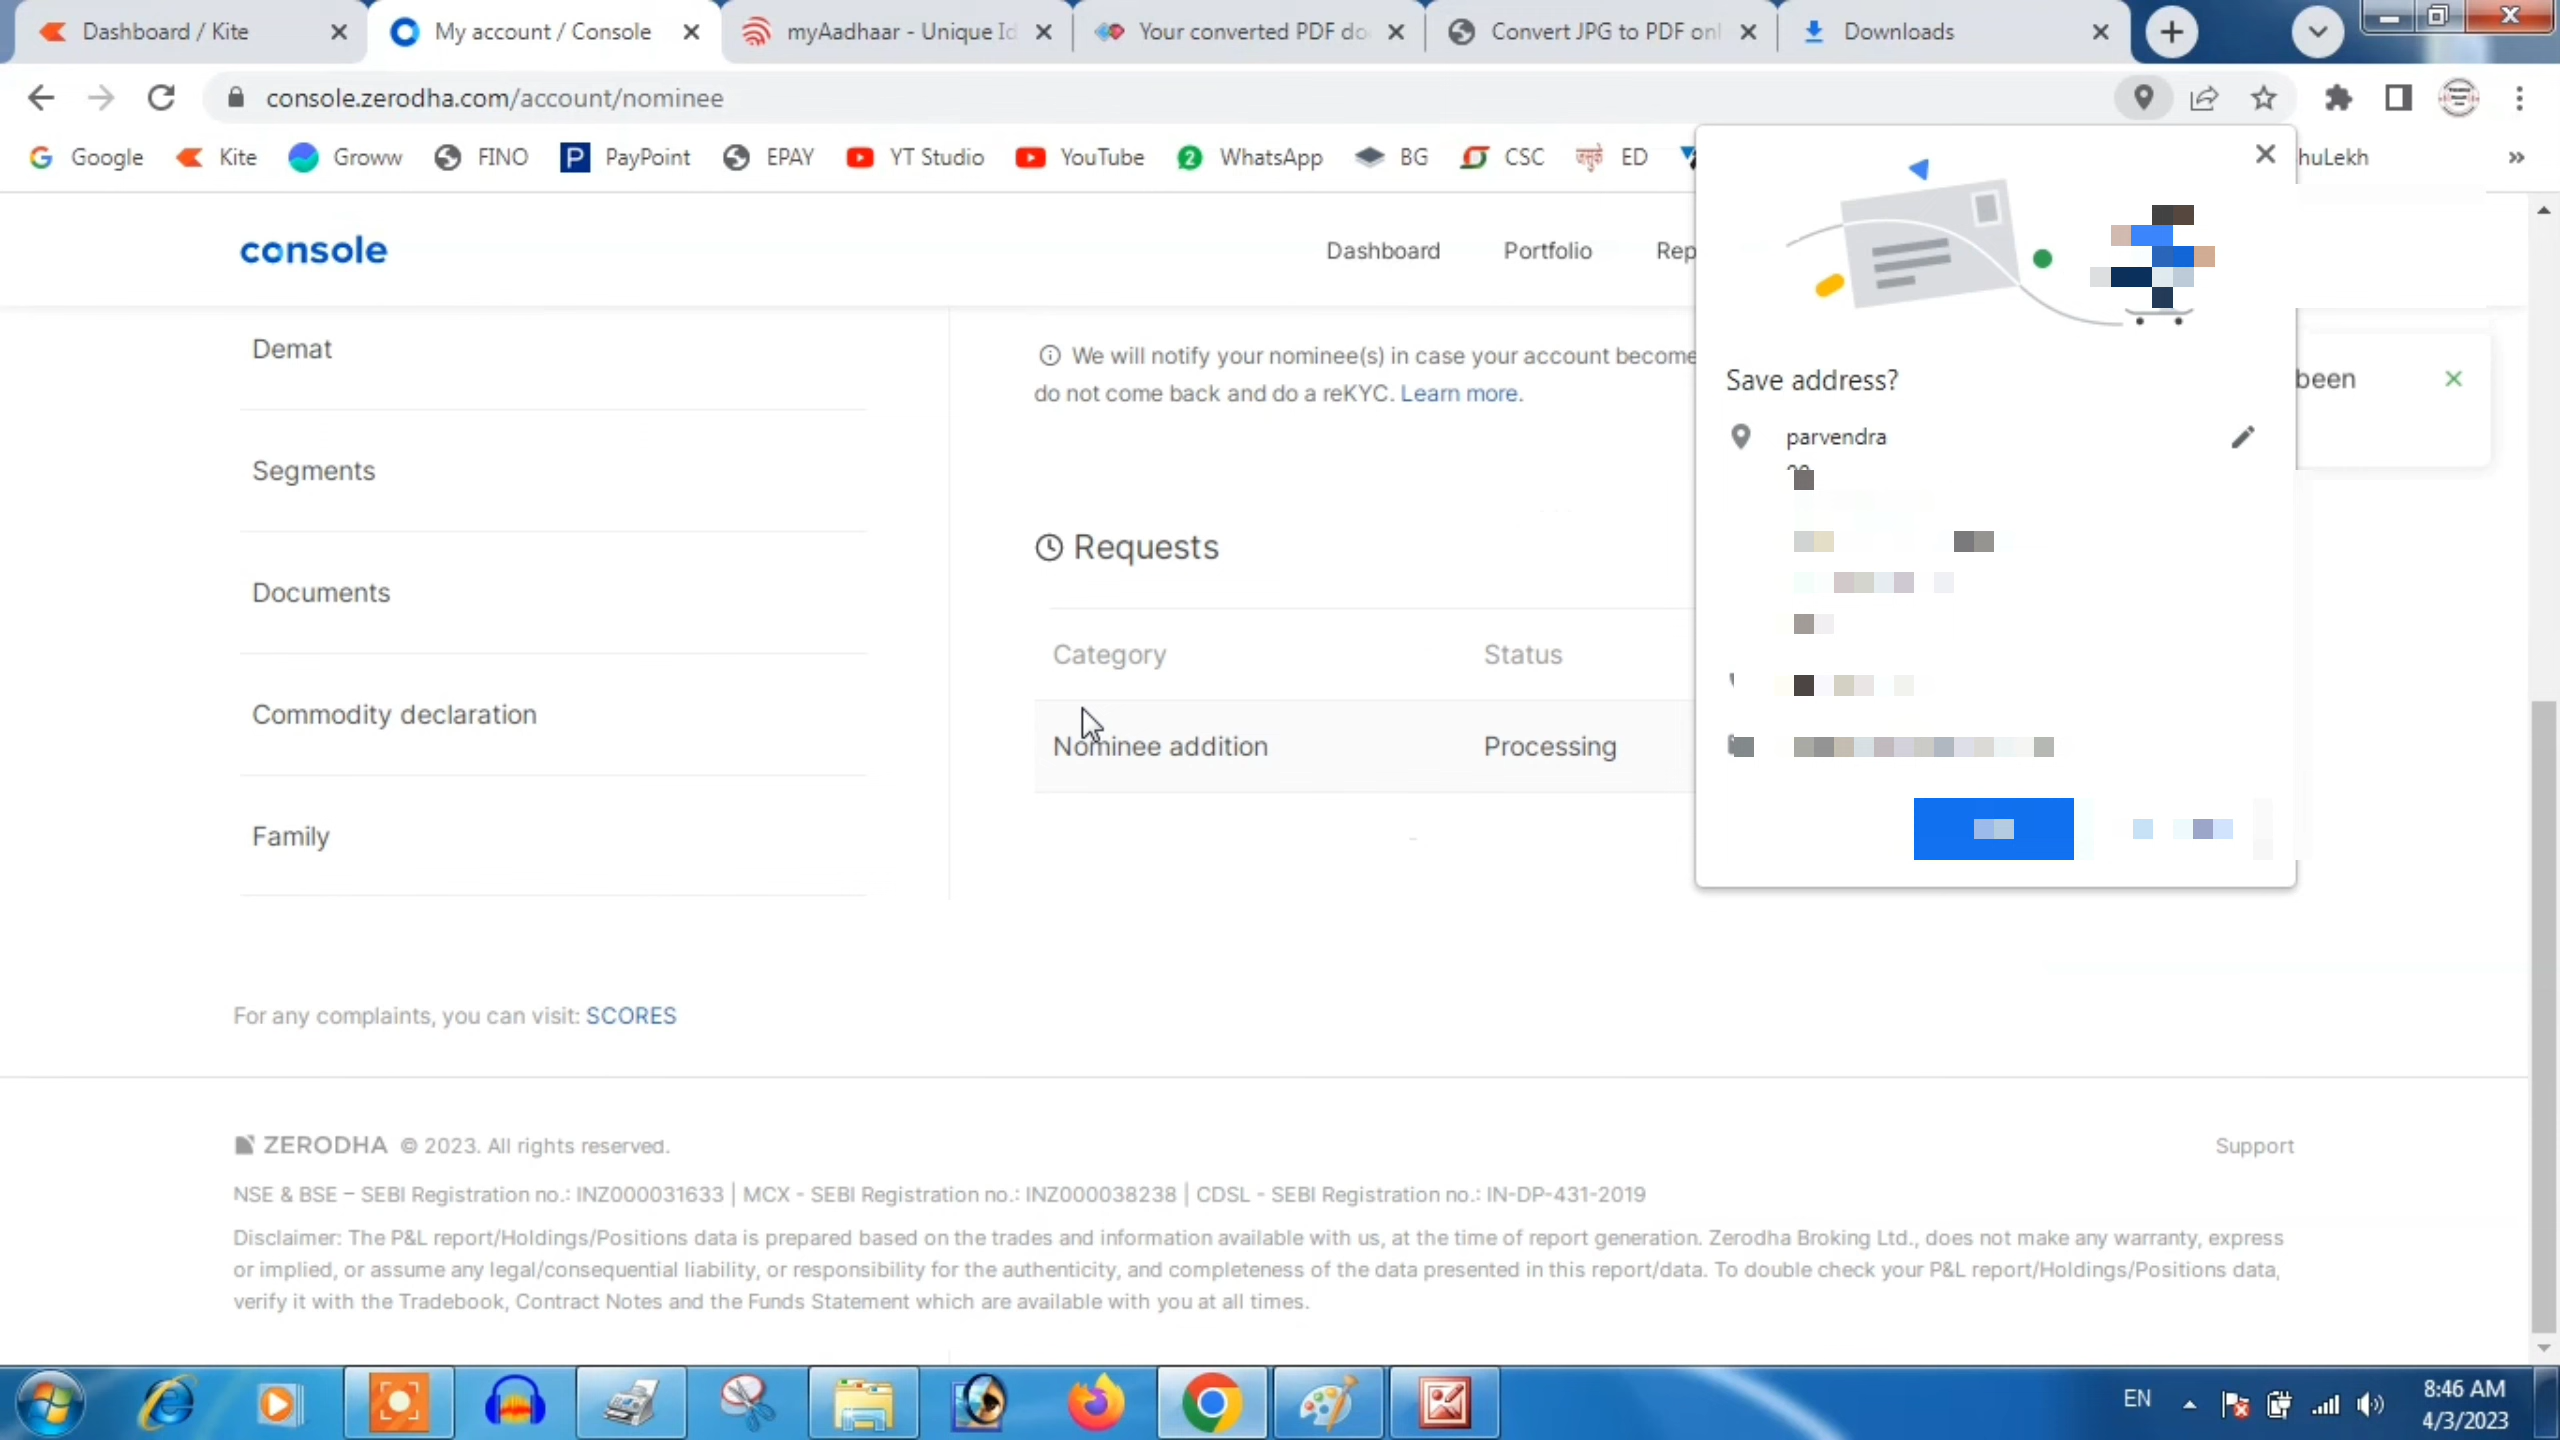 Dashboard / Kite
My account / Console
myAadhaar - Unique Id
Your converted PDF do
Convert JPG to PDF onl
Downloads
console.zerodha.com/account/nominee
Google
Kite
Groww
FINO
PayPoint
EPAY
YT Studio
YouTube
2 WhatsApp
BG
CSC
ED
huLekh
»
console
Dashboard
Portfolio
Rep
Demat
Segments
Documents
Commodity declaration
Family
We will notify your nominee(s) in case your account become
do not come back and do a reKYC. Learn more.
Requests
Category Status
Nominee addition Processing
Save address?
parvendra
been
For any complaints, you can visit: SCORES
ZERODHA © 2023. All rights reserved.
Support
NSE & BSE – SEBI Registration no.: INZ000031633 | MCX - SEBI Registration no.: INZ000038238 | CDSL - SEBI Registration no.: IN-DP-431-2019
Disclaimer: The P&L report/Holdings/Positions data is prepared based on the trades and information available with us, at the time of report generation. Zerodha Broking Ltd., does not make any warranty, express
or implied, or assume any legal/consequential liability, or responsibility for the authenticity, and completeness of the data presented in this report/data. To double check your P&L report/Holdings/Positions data,
verify it with the Tradebook, Contract Notes and the Funds Statement which are available with you at all times.
EN
8:46 AM
4/3/2023